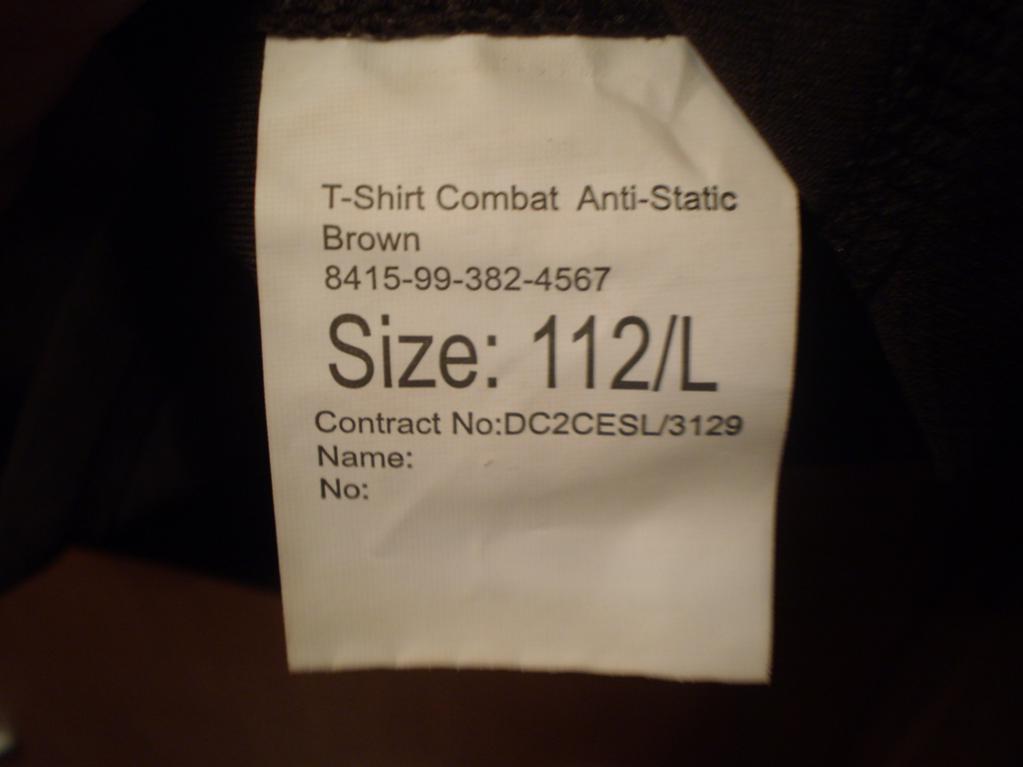 T-Shirt Combat Anti-Static
Brown
8415-99-382-4567
Size: 112/L
Contract No:DC2CESL/3129
Name:
No: